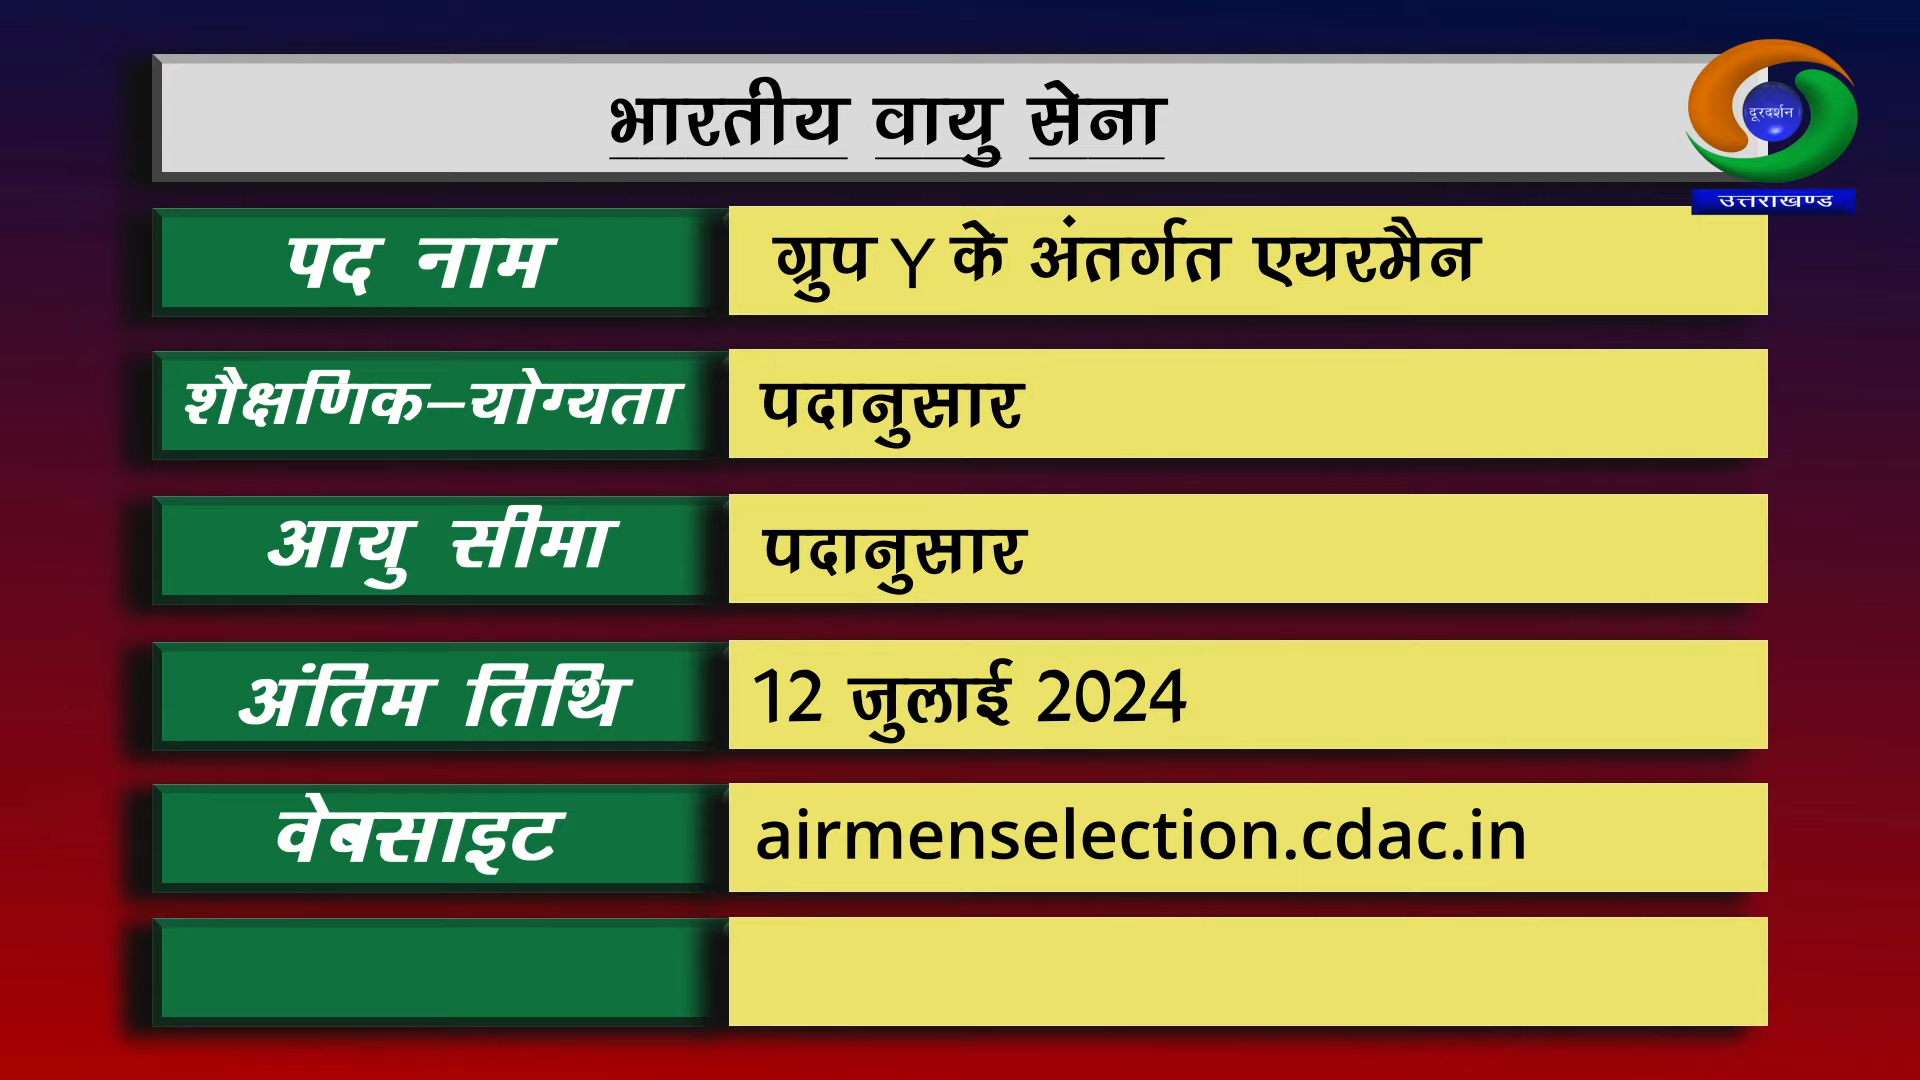 भारतीय वायु सेना
दूरदर्शन
उत्तराखण्ड
पद नाम
ग्रुप Y के अंतर्गत एयरमैन
शैक्षणिक-योग्यता
पदानुसार
आयु सीमा
पदानुसार
अंतिम तिथि
12 जुलाई 2024
वेबसाइट
airmenselection.cdac.in